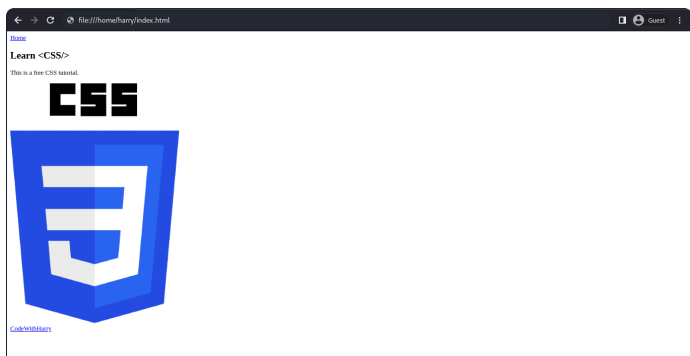 file:///home/harry/index.html
Guest
Home
Learn <CSS/>
This is a free CSS tutorial.
CSS
CodeWithHarry